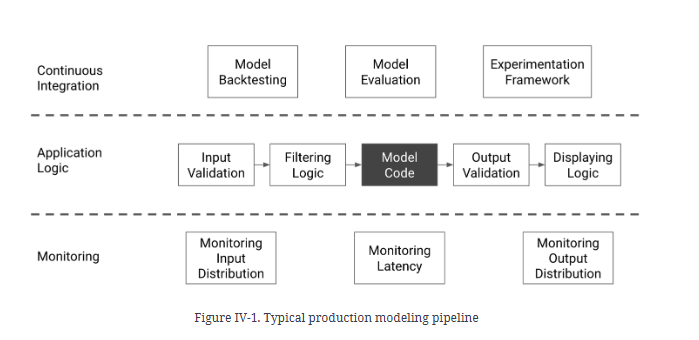 Continuous
Integration
Model
Backtesting
Model
Evaluation
Experimentation
Framework
Application
Logic
Input
Validation
Filtering
Logic
Model
Code
Output
Validation
Displaying
Logic
Monitoring
Monitoring
Input
Distribution
Monitoring
Latency
Monitoring
Output
Distribution
Figure IV-1. Typical production modeling pipeline